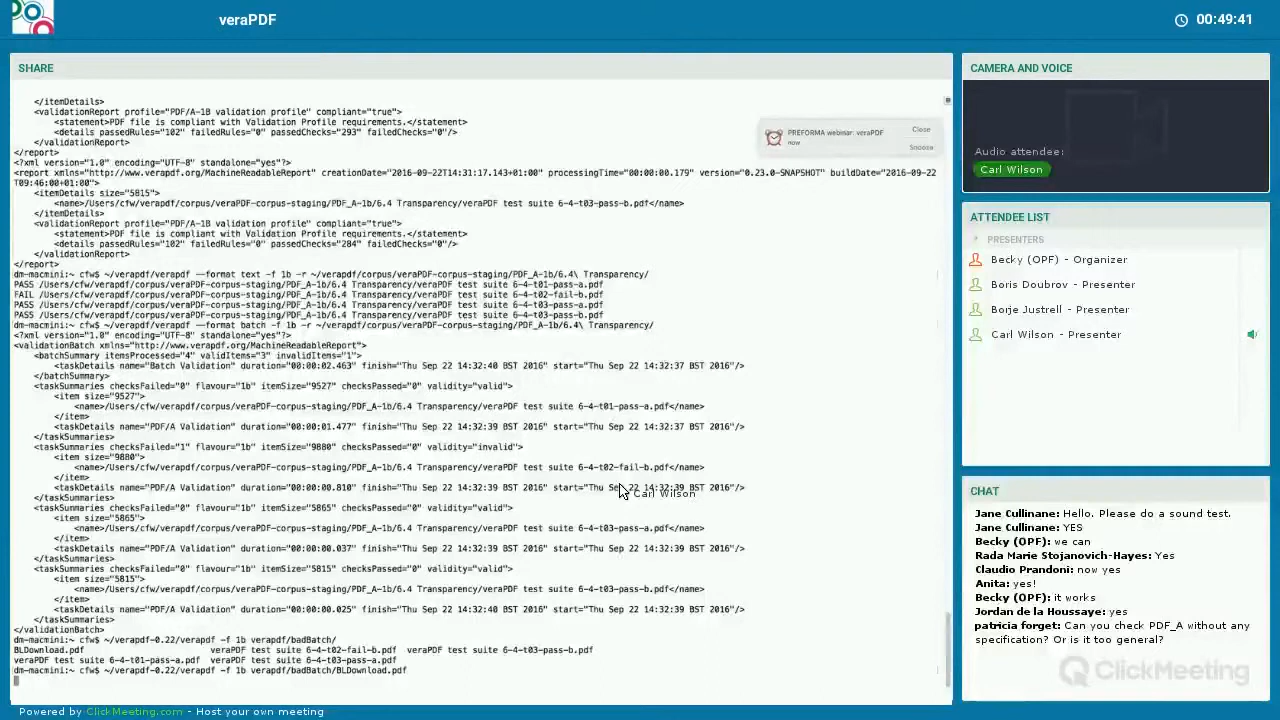 veraPDF
00:49:41
SHARE
</itemDetails>
<validationReport profile="PDF/A-1B validation profile" compliant="true">
<statement>PDF file is compliant with Validation Profile requirements.</statement>
<details passedRules="102" failedRules="0" passedChecks="293" failedChecks="0"/>
</validationReport>
</report>
<?xml version="1.0" encoding="UTF-8" standalone="yes"?>
<report xmlns="http://www.verapdf.org/MachineReadableReport" creationDate="2016-09-22T14:31:17.143+01:00" processingTime="00:00:00.179" version="0.23.0-SNAPSHOT" buildDate="2016-09-22
T09:46:00+01:00">
<itemDetails size="5815">
<name>/Users/cfw/verapdf/corpus/veraPDF-corpus-staging/PDF_A-1b/6.4 Transparency/veraPDF test suite 6-4-t03-pass-b.pdf</name>
</itemDetails>
<validationReport profile="PDF/A-1B validation profile" compliant="true">
<statement>PDF file is compliant with Validation Profile requirements.</statement>
<details passedRules="102" failedRules="0" passedChecks="284" failedChecks="0"/>
</validationReport>
</report>
dm-macmini:~ cfw$ ~/verapdf/verapdf --format text -f 1b -r ~/verapdf/corpus/veraPDF-corpus-staging/PDF_A-1b/6.4\ Transparency/
PASS /Users/cfw/verapdf/corpus/veraPDF-corpus-staging/PDF_A-1b/6.4 Transparency/veraPDF test suite 6-4-t01-pass-a.pdf
FAIL /Users/cfw/verapdf/corpus/veraPDF-corpus-staging/PDF_A-1b/6.4 Transparency/veraPDF test suite 6-4-t02-fail-b.pdf
PASS /Users/cfw/verapdf/corpus/veraPDF-corpus-staging/PDF_A-1b/6.4 Transparency/veraPDF test suite 6-4-t03-pass-a.pdf
PASS /Users/cfw/verapdf/corpus/veraPDF-corpus-staging/PDF_A-1b/6.4 Transparency/veraPDF test suite 6-4-t03-pass-b.pdf
dm-macmini:~ cfw$ ~/verapdf/verapdf --format batch -f 1b -r ~/verapdf/corpus/veraPDF-corpus-staging/PDF_A-1b/6.4\ Transparency/
<?xml version="1.0" encoding="UTF-8" standalone="yes"?>
<validationBatch xmlns="http://www.verapdf.org/MachineReadableReport">
<batchSummary itemsProcessed="4" validItems="3" invalidItems="1">
<taskDetails name="Batch Validation" duration="00:00:02.463" finish="Thu Sep 22 14:32:40 BST 2016" start="Thu Sep 22 14:32:37 BST 2016"/>
</batchSummary>
<taskSummaries checksFailed="0" flavour="1b" itemSize="9527" checksPassed="0" validity="valid">
<item size="9527">
<name>/Users/cfw/verapdf/corpus/veraPDF-corpus-staging/PDF_A-1b/6.4 Transparency/veraPDF test suite 6-4-t01-pass-a.pdf</name>
</item>
<taskDetails name="PDF/A Validation" duration="00:00:01.477" finish="Thu Sep 22 14:32:39 BST 2016" start="Thu Sep 22 14:32:37 BST 2016"/>
</taskSummaries>
<taskSummaries checksFailed="1" flavour="1b" itemSize="9880" checksPassed="0" validity="invalid">
<item size="9880">
<name>/Users/cfw/verapdf/corpus/veraPDF-corpus-staging/PDF_A-1b/6.4 Transparency/veraPDF test suite 6-4-t02-fail-b.pdf</name>
</item>
<taskDetails name="PDF/A Validation" duration="00:00:00.810" finish="Thu Sep 22 14:32:39 BST 2016" start="Thu Sep 22 14:32:39 BST 2016"/>
Carl Wilson
</taskSummaries>
<taskSummaries checksFailed="0" flavour="1b" itemSize="5865" checksPassed="0" validity="valid">
<item size="5865">
<name>/Users/cfw/verapdf/corpus/veraPDF-corpus-staging/PDF_A-1b/6.4 Transparency/veraPDF test suite 6-4-t03-pass-a.pdf</name>
</item>
<taskDetails name="PDF/A Validation" duration="00:00:00.037" finish="Thu Sep 22 14:32:39 BST 2016" start="Thu Sep 22 14:32:39 BST 2016"/>
</taskSummaries>
<taskSummaries checksFailed="0" flavour="1b" itemSize="5815" checksPassed="0" validity="valid">
<item size="5815">
<name>/Users/cfw/verapdf/corpus/veraPDF-corpus-staging/PDF_A-1b/6.4 Transparency/veraPDF test suite 6-4-t03-pass-b.pdf</name>
</item>
<taskDetails name="PDF/A Validation" duration="00:00:00.025" finish="Thu Sep 22 14:32:40 BST 2016" start="Thu Sep 22 14:32:39 BST 2016"/>
</taskSummaries>
</validationBatch>
dm-macmini:~ cfw$ ~/verapdf-0.22/verapdf -f 1b verapdf/badBatch/
BLDownload.pdf veraPDF test suite 6-4-t02-fail-b.pdf veraPDF test suite 6-4-t03-pass-b.pdf
veraPDF test suite 6-4-t01-pass-a.pdf veraPDF test suite 6-4-t03-pass-a.pdf
dm-macmini:~ cfw$ ~/verapdf-0.22/verapdf -f 1b verapdf/badBatch/BLDownload.pdf
PREFORMA webinar: veraPDF
now
Close
Snooze
CAMERA AND VOICE
Audio attendee:
Carl Wilson
ATTENDEE LIST
PRESENTERS
Becky (OPF) - Organizer
Boris Doubrov - Presenter
Borje Justrell - Presenter
Carl Wilson - Presenter
CHAT
Jane Cullinane: Hello. Please do a sound test.
Jane Cullinane: YES
Becky (OPF): we can
Rada Marie Stojanovich-Hayes: Yes
Claudio Prandoni: now yes
Anita: yes!
Becky (OPF): it works
Jordan de la Houssaye: yes
patricia forget: Can you check PDF_A without any
specification? Or is it too general?
ClickMeeting
Powered by ClickMeeting.com - Host your own meeting